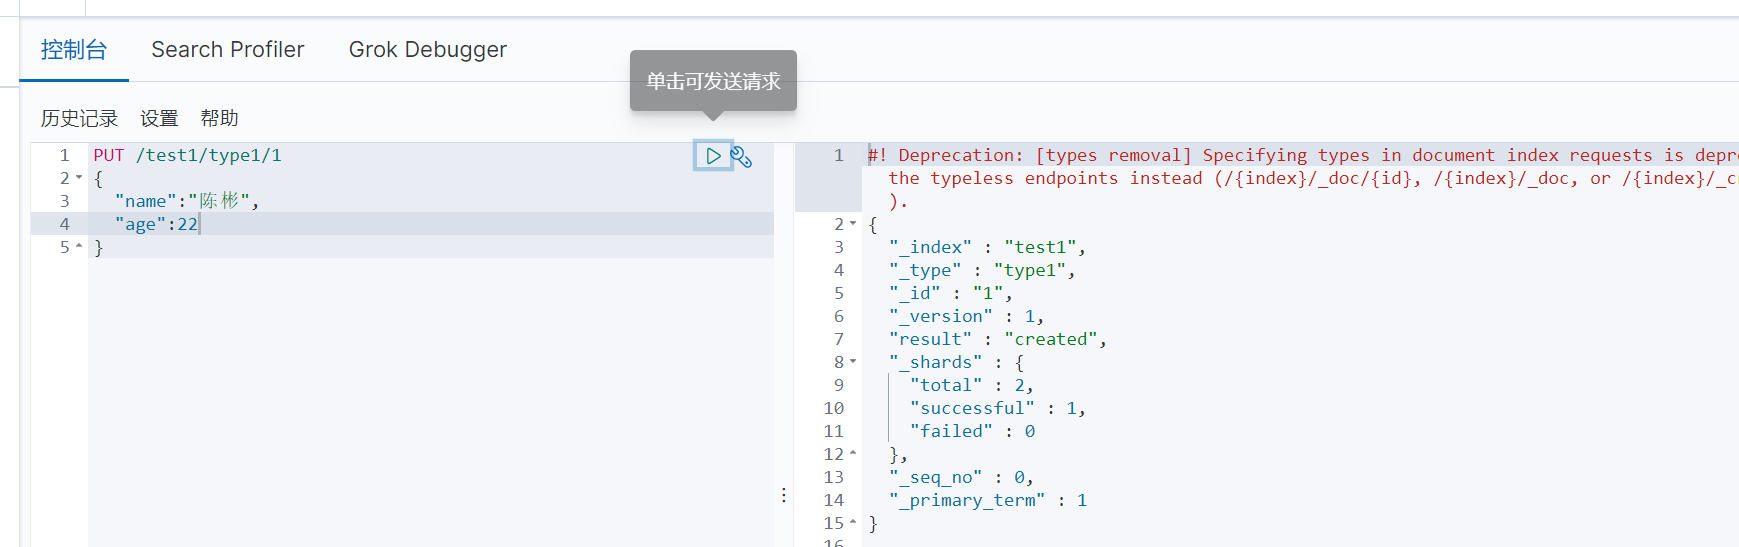 控制台 Search Profiler Grok Debugger
单击可发送请求
历史记录 设置 帮助
1 PUT /test1/type1/1
2 {
3 "name":"陈彬",
4 "age":22
5 }
1 #! Deprecation: [types removal] Specifying types in document index requests is
the typeless endpoints instead (/{index}/_doc/{id}, /{index}/_doc, or /{index}/
).
2 {
3 "_index" : "test1",
4 "_type" : "type1",
5 "_id" : "1",
6 "_version" : 1,
7 "result" : "created",
8 "_shards" : {
9 "total" : 2,
10 "successful" : 1,
11 "failed" : 0
12 },
13 "_seq_no" : 0,
14 "_primary_term" : 1
15 }
16